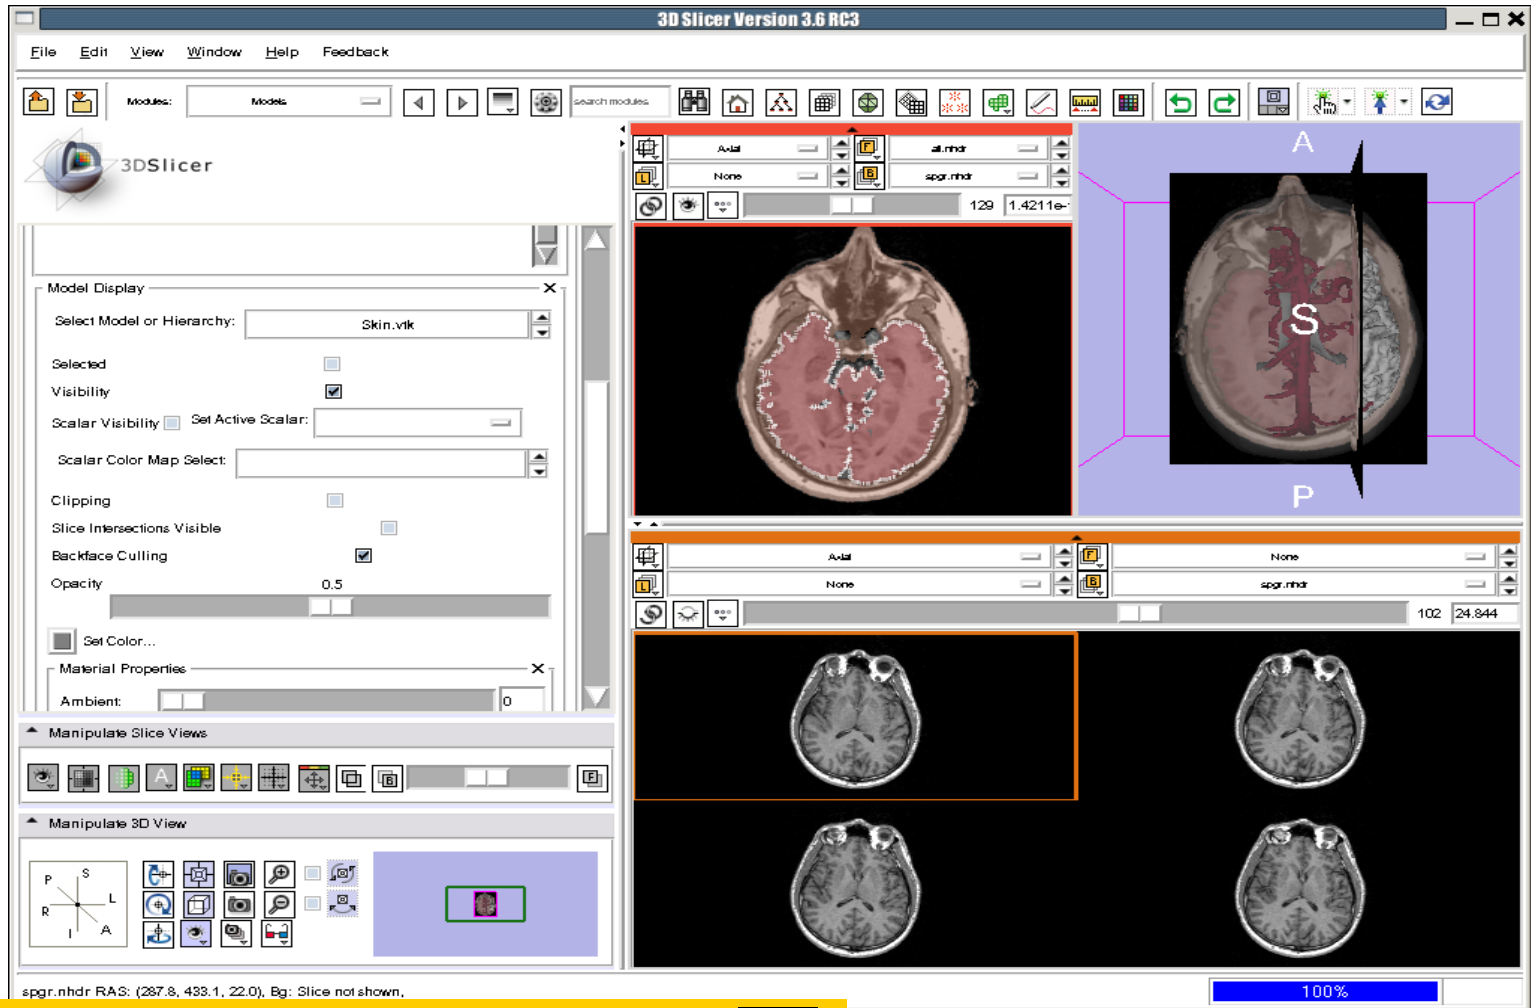 3D Slicer Version 3.6 RC3
File Edit View Window Help Feedback
Modules: Models search modules
3DSlicer
Axial all.nhdr
None spgr.nhdr
129 1.4211e-
A
S
P
Model Display
Select Model or Hierarchy: Skin.vtk
Selected
Visibility
Scalar Visibility Set Active Scalar:
Scalar Color Map Select:
Clipping
Slice Intersections Visible
Backface Culling
Opacity 0.5
Set Color...
Material Properties
Ambient: 0
Axial None
None spgr.nhdr
102 24.844
Manipulate Slice Views
Manipulate 3D View
P S
R L
I A
spgr.nhdr RAS: (287.8, 433.1, 22.0), Bg: Slice not shown,
100%